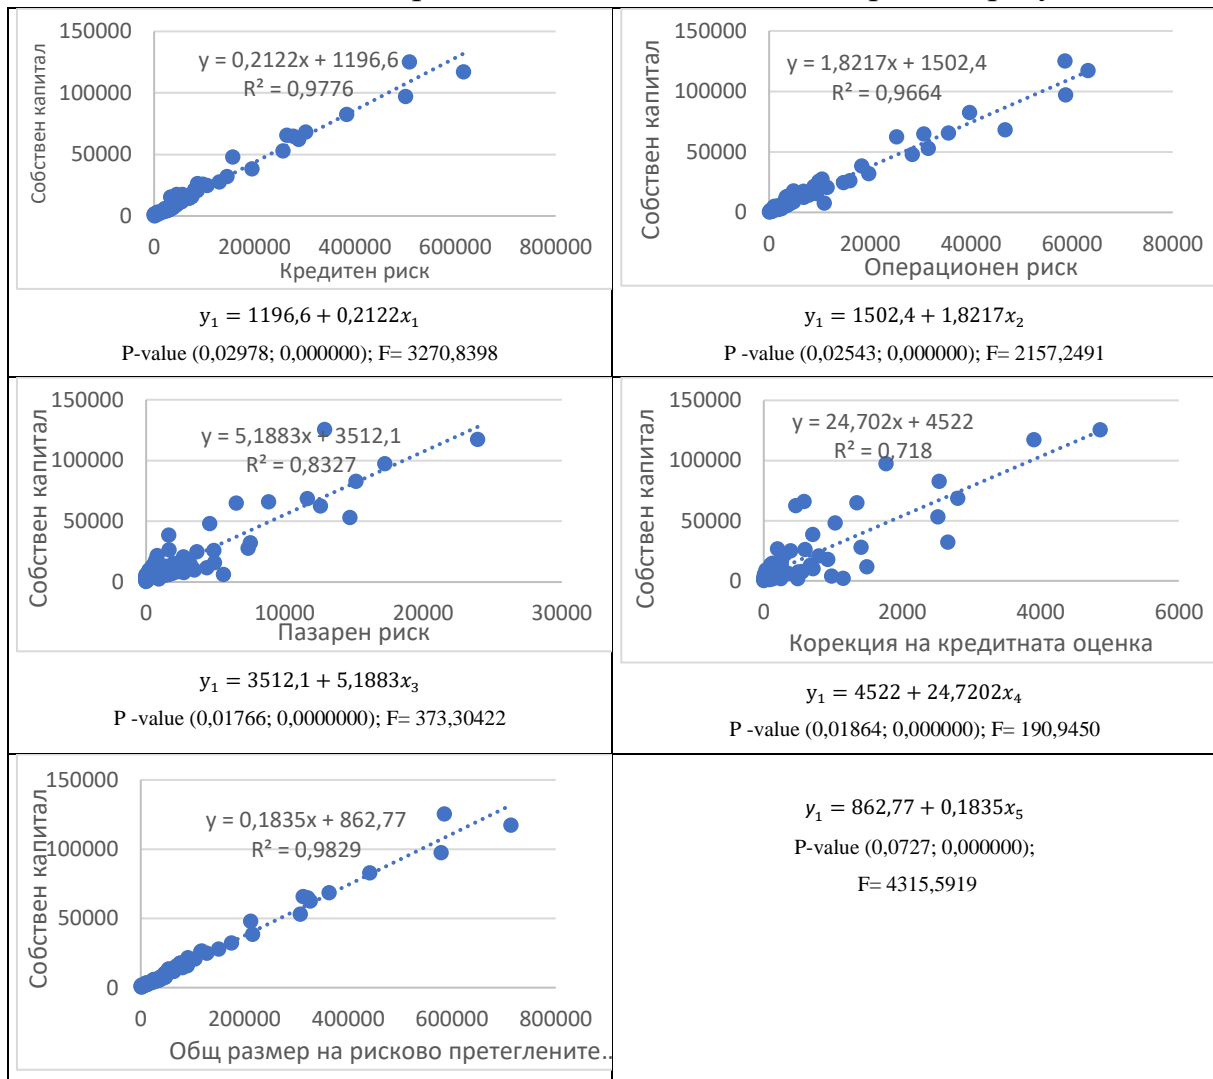 150000
100000
50000
0
Собствен капитал
y = 0,2122x + 1196,6
R² = 0,9776
0 200000 400000 600000 800000
Кредитен риск
y₁ = 1196,6 + 0,2122x₁
P-value (0,02978; 0,000000); F= 3270,8398
150000
100000
50000
0
Собствен капитал
y = 1,8217x + 1502,4
R² = 0,9664
0 20000 40000 60000 80000
Операционен риск
y₁ = 1502,4 + 1,8217x₂
P -value (0,02543; 0,000000); F= 2157,2491
150000
100000
50000
0
Собствен капитал
y = 5,1883x + 3512,1
R² = 0,8327
0 10000 20000 30000
Пазарен риск
y₁ = 3512,1 + 5,1883x₃
P -value (0,01766; 0,0000000); F= 373,30422
150000
100000
50000
0
Собствен капитал
y = 24,702x + 4522
R² = 0,718
0 2000 4000 6000
Корекция на кредитната оценка
y₁ = 4522 + 24,7202x₄
P -value (0,01864; 0,000000); F= 190,9450
150000
100000
50000
0
Собствен капитал
y = 0,1835x + 862,77
R² = 0,9829
0 200000 400000 600000 800000
Общ размер на рисково претеглените..
y₁ = 862,77 + 0,1835x₅
P-value (0,0727; 0,000000);
F= 4315,5919